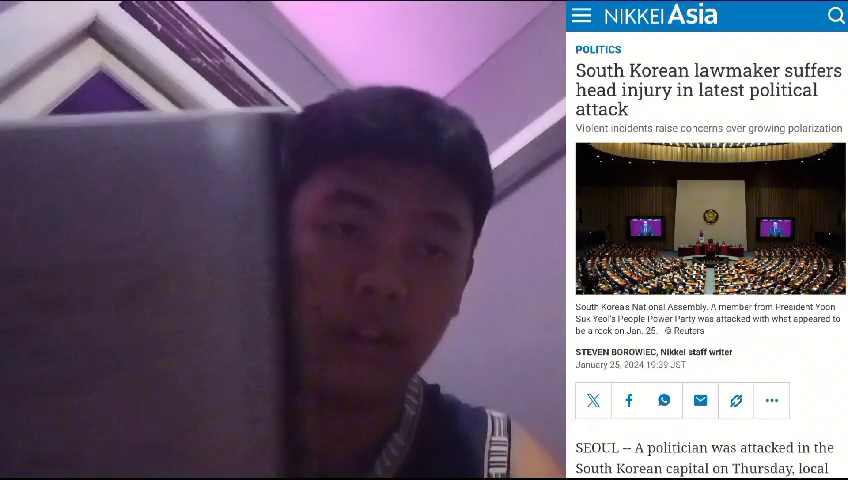 NIKKEI Asia
POLITICS
South Korean lawmaker suffers
head injury in latest political
attack
Violent incidents raise concerns over growing polarization
South Korea's National Assembly. A member from President Yoon
Suk Yeol's People Power Party was attacked with what appeared to
be a rock on Jan. 25. © Reuters
STEVEN BOROWIEC, Nikkei staff writer
January 25, 2024 19:39 JST
SEOUL -- A politician was attacked in the
South Korean capital on Thursday, local